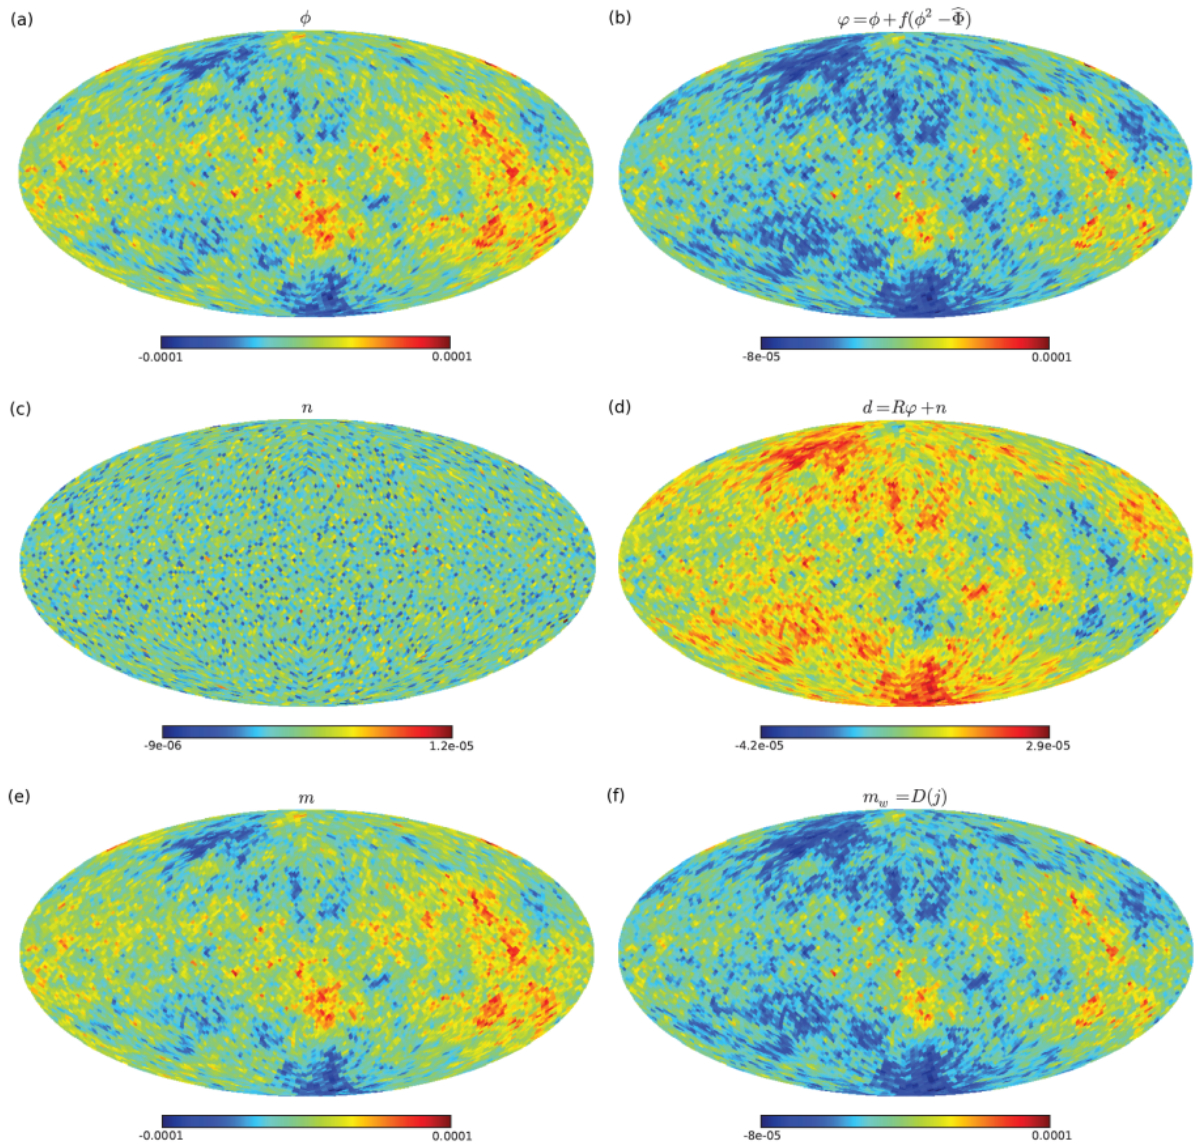 (a) ϕ
(b) φ = ϕ + f(ϕ² − Φ̂)
-0.0001 0.0001
-8e-05 0.0001
(c) n
(d) d = Rφ + n
-9e-06 1.2e-05
-4.2e-05 2.9e-05
(e) m
(f) m_w = D(j)
-0.0001 0.0001
-8e-05 0.0001